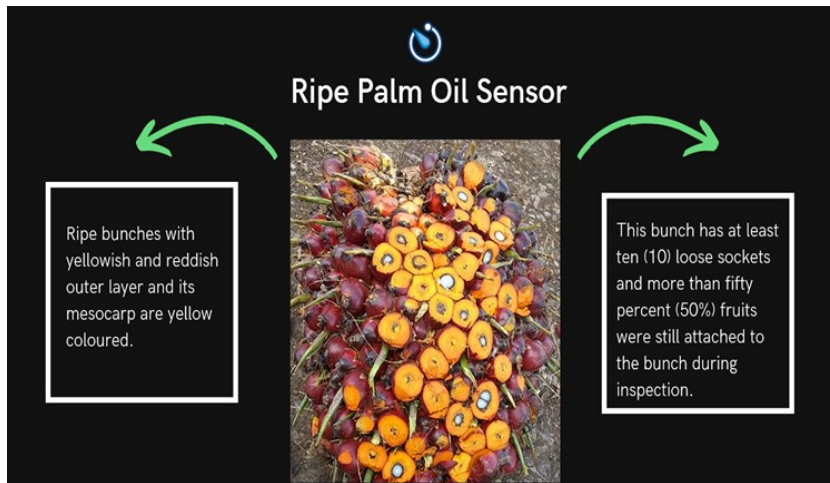 Ripe Palm Oil Sensor
Ripe bunches with
yellowish and reddish
outer layer and its
mesocarp are yellow
coloured.
This bunch has at least
ten (10) loose sockets
and more than fifty
percent (50%) fruits
were still attached to
the bunch during
inspection.